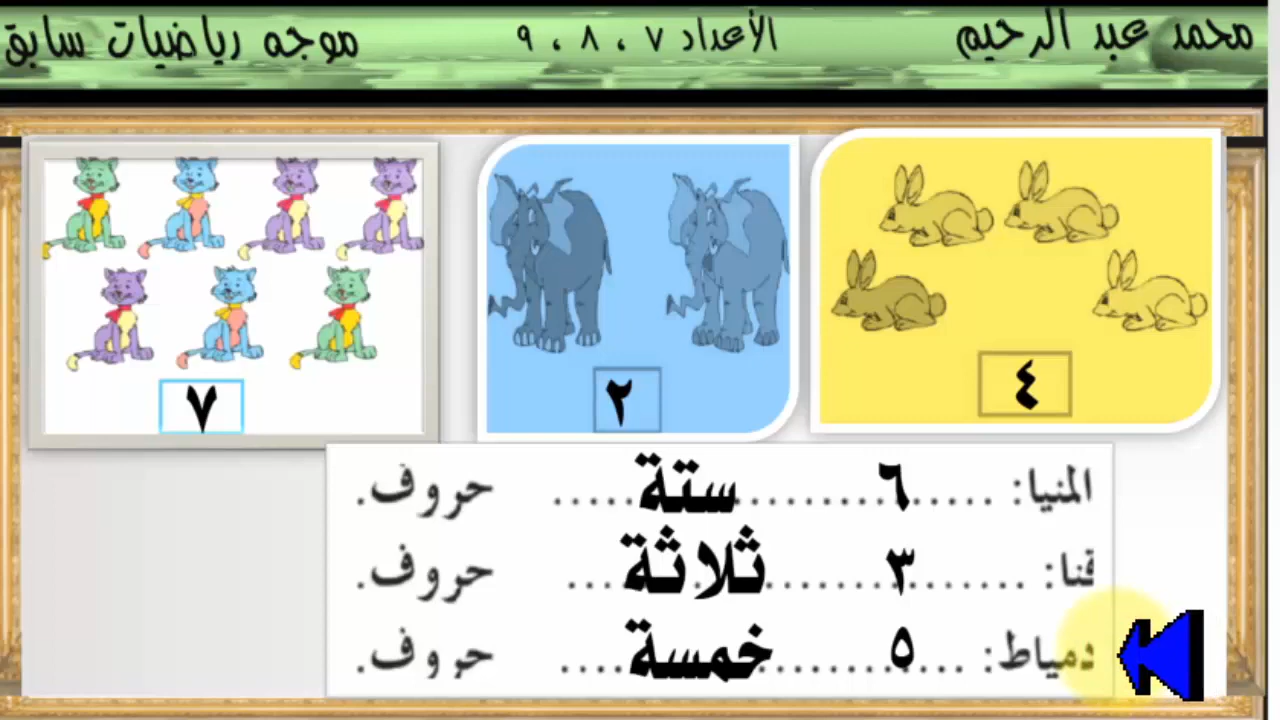 محمد عبد الرحيم
الأعداد ٧ ، ٨ ، ٩
موجه رياضيات سابق
٤
٢
٧
المنيا: ..... ٦ ......... ستة ..... حروف.
قنا: ....... ٣ ....... ثلاثة .... حروف.
دمياط: .... ٥ ......... خمسة .... حروف.